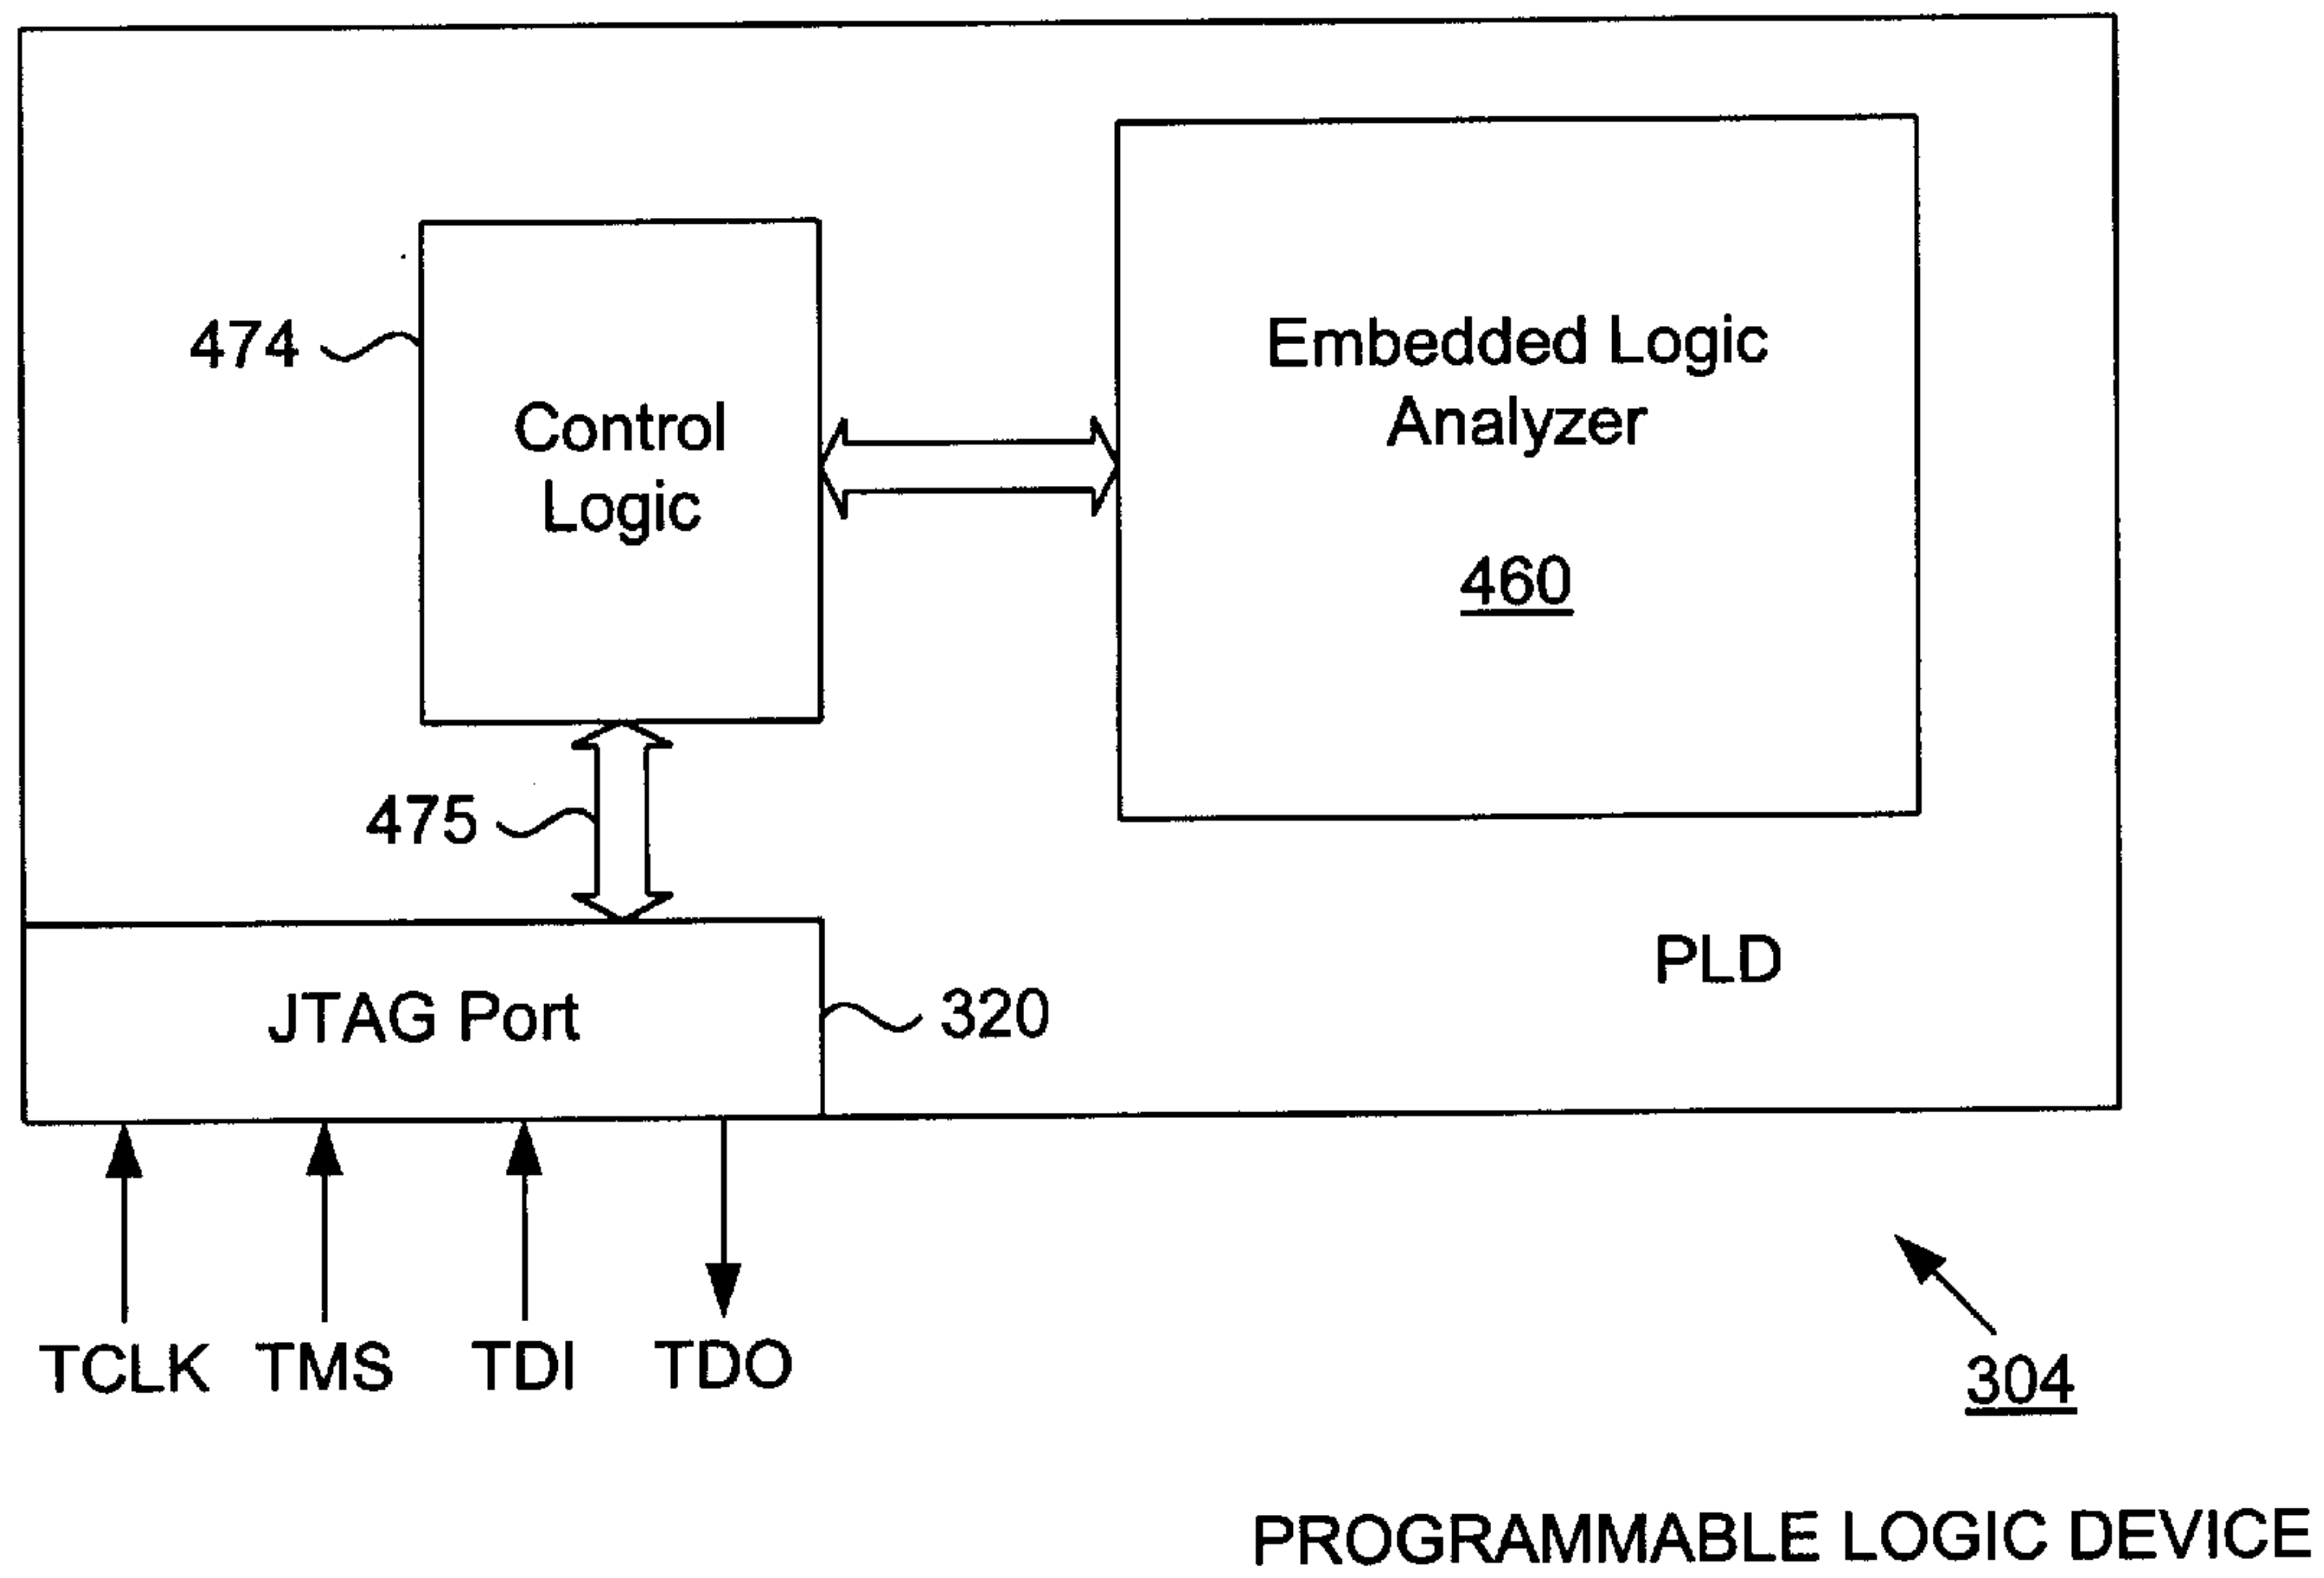 474
Control
Logic
Embedded Logic
Analyzer
460
475
PLD
JTAG Port
320
TCLK
TMS
TDI
TDO
304
PROGRAMMABLE LOGIC DEVICE